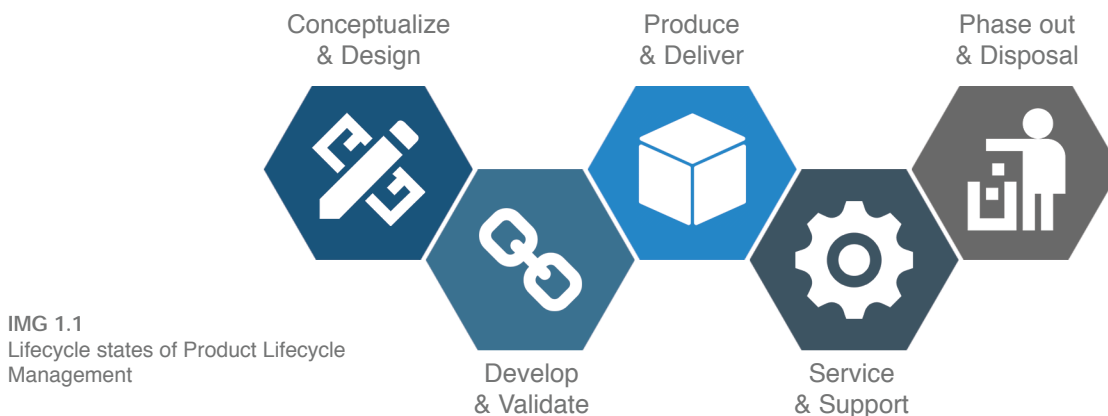 Conceptualize
& Design
Produce
& Deliver
Phase out
& Disposal
IMG 1.1
Lifecycle states of Product Lifecycle
Management
Develop
& Validate
Service
& Support